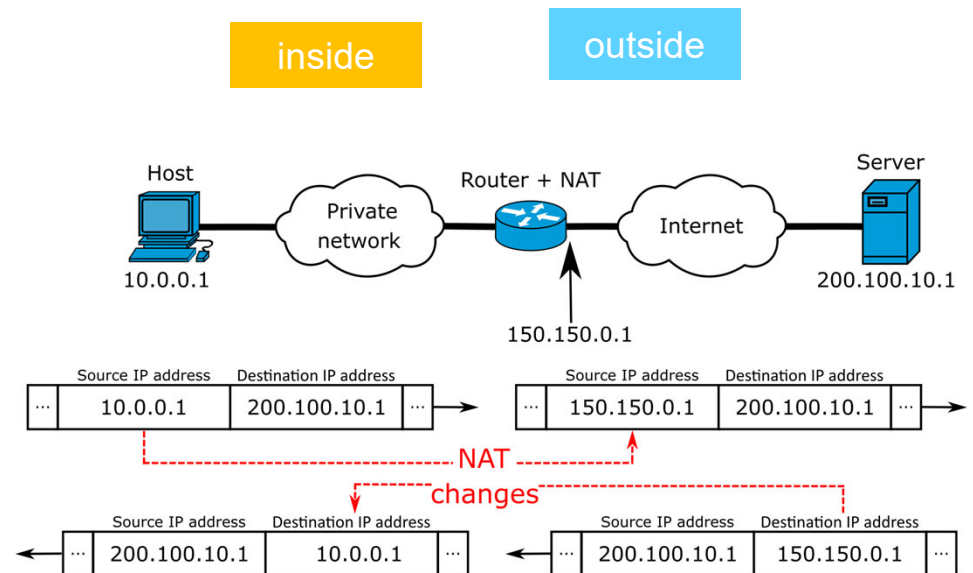 inside
outside
Host
Router + NAT
Server
Private
network
Internet
10.0.0.1
200.100.10.1
150.150.0.1
Source IP address Destination IP address
... 10.0.0.1 200.100.10.1 ...
Source IP address Destination IP address
... 150.150.0.1 200.100.10.1 ...
NAT
changes
Source IP address Destination IP address
... 200.100.10.1 10.0.0.1 ...
Source IP address Destination IP address
... 200.100.10.1 150.150.0.1 ...